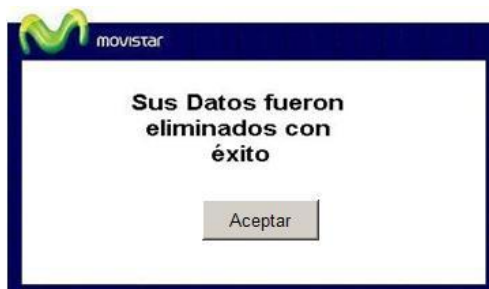 movistar
Sus Datos fueron
eliminados con
éxito
Aceptar